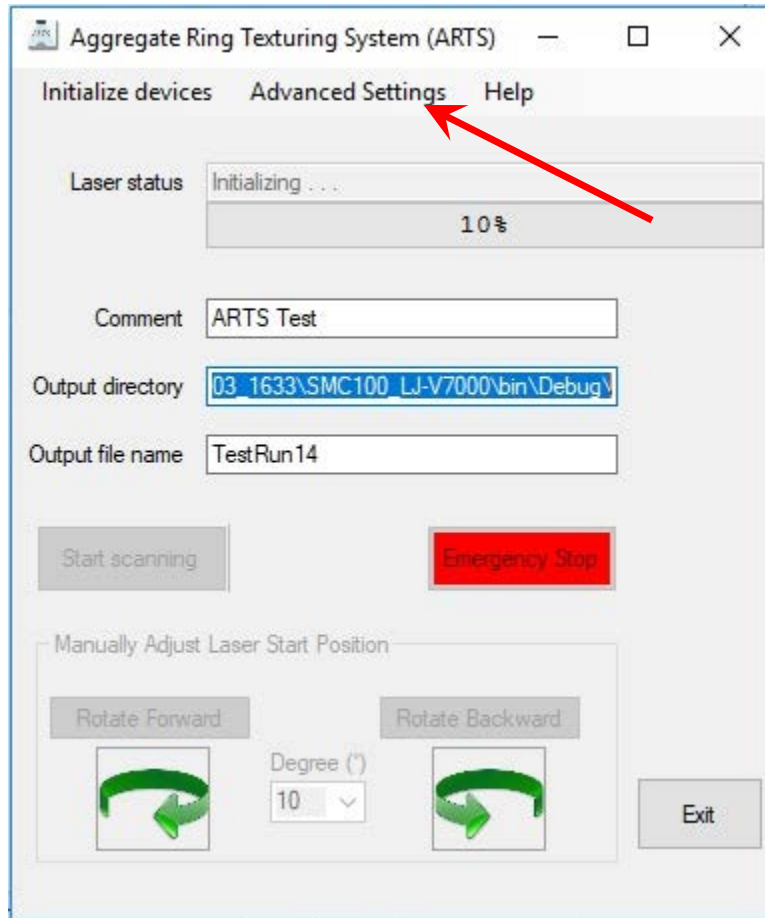 Aggregate Ring Texturing System (ARTS)
Initialize devices Advanced Settings Help
Laser status Initializing . . .
10%
Comment ARTS Test
Output directory 03_1633\SMC100_LJ-V7000\bin\Debug\
Output file name TestRun14
Start scanning Emergency Stop
Manually Adjust Laser Start Position
Rotate Forward Rotate Backward
Degree (°)
10
Exit